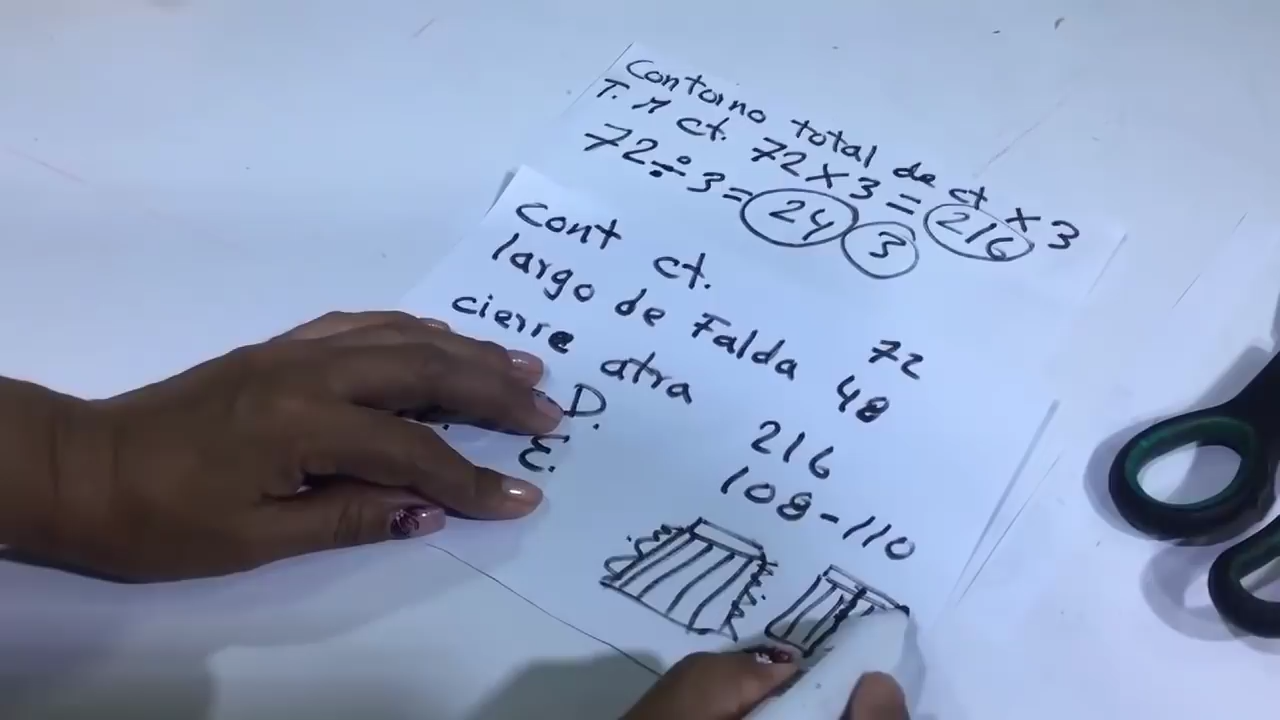 Contorno total de ct x 3
T. M ct. 72 x 3 = 216
72 ÷ 3 = 24 3
Cont ct. 72
largo de Falda 48
cierre atra
D. 216
E. 108-110